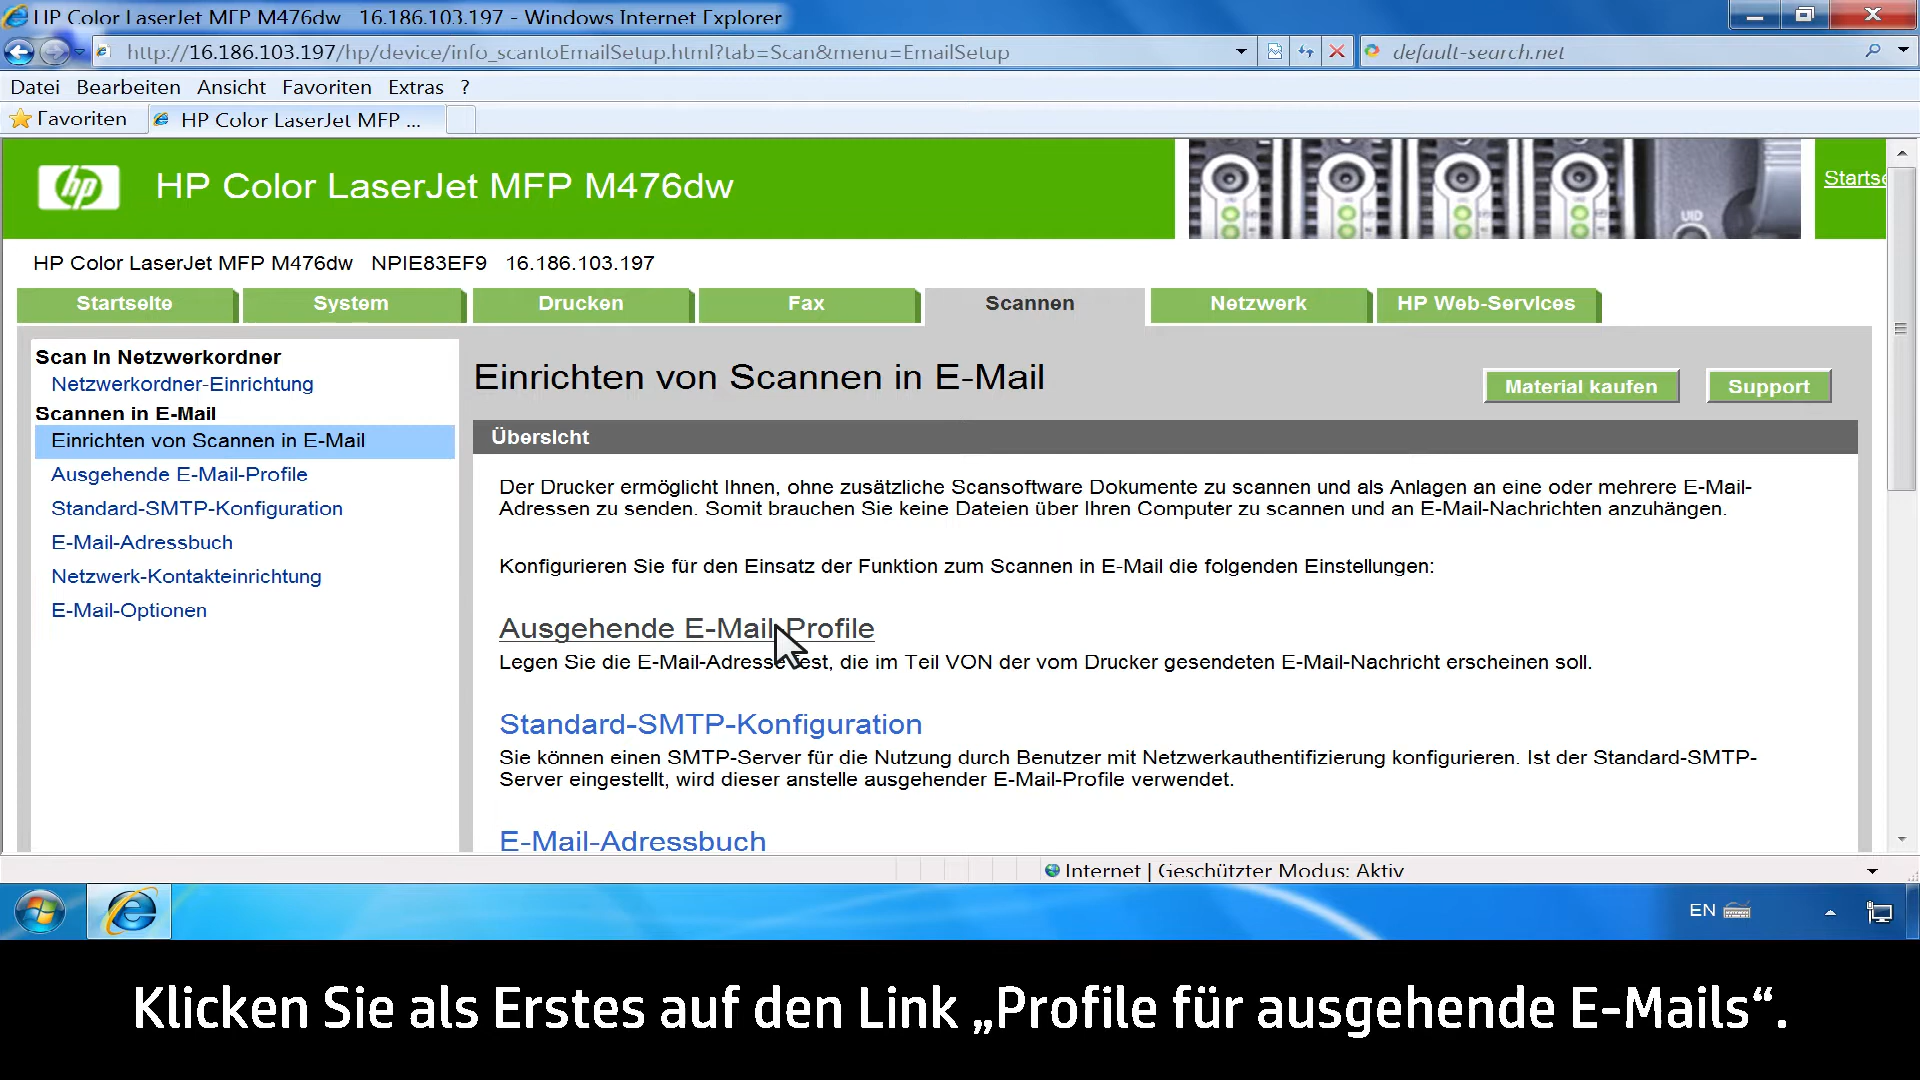 HP Color LaserJet MFP M476dw   16.186.103.197 - Windows Internet Explorer
http://16.186.103.197/hp/device/info_scantoEmailSetup.html?tab=Scan&menu=EmailSetup
default-search.net
Datei Bearbeiten Ansicht Favoriten Extras ?
Favoriten
HP Color LaserJet MFP ...
hp
HP Color LaserJet MFP M476dw
UID
HP Color LaserJet MFP M476dw   NPIE83EF9   16.186.103.197
Startseite System Drucken Fax Scannen Netzwerk HP Web-Services
Scan in Netzwerkordner
Netzwerkordner-Einrichtung
Scannen in E-Mail
Einrichten von Scannen in E-Mail
Ausgehende E-Mail-Profile
Standard-SMTP-Konfiguration
E-Mail-Adressbuch
Netzwerk-Kontakteinrichtung
E-Mail-Optionen
Einrichten von Scannen in E-Mail
Material kaufen
Support
Übersicht
Der Drucker ermöglicht Ihnen, ohne zusätzliche Scansoftware Dokumente zu scannen und als Anlagen an eine oder mehrere E-Mail-
Adressen zu senden. Somit brauchen Sie keine Dateien über Ihren Computer zu scannen und an E-Mail-Nachrichten anzuhängen.
Konfigurieren Sie für den Einsatz der Funktion zum Scannen in E-Mail die folgenden Einstellungen:
Ausgehende E-Mail-Profile
Legen Sie die E-Mail-Adresse fest, die im Teil VON der vom Drucker gesendeten E-Mail-Nachricht erscheinen soll.
Standard-SMTP-Konfiguration
Sie können einen SMTP-Server für die Nutzung durch Benutzer mit Netzwerkauthentifizierung konfigurieren. Ist der Standard-SMTP-
Server eingestellt, wird dieser anstelle ausgehender E-Mail-Profile verwendet.
E-Mail-Adressbuch
Internet | Geschützter Modus: Aktiv
EN
Klicken Sie als Erstes auf den Link „Profile für ausgehende E-Mails“.